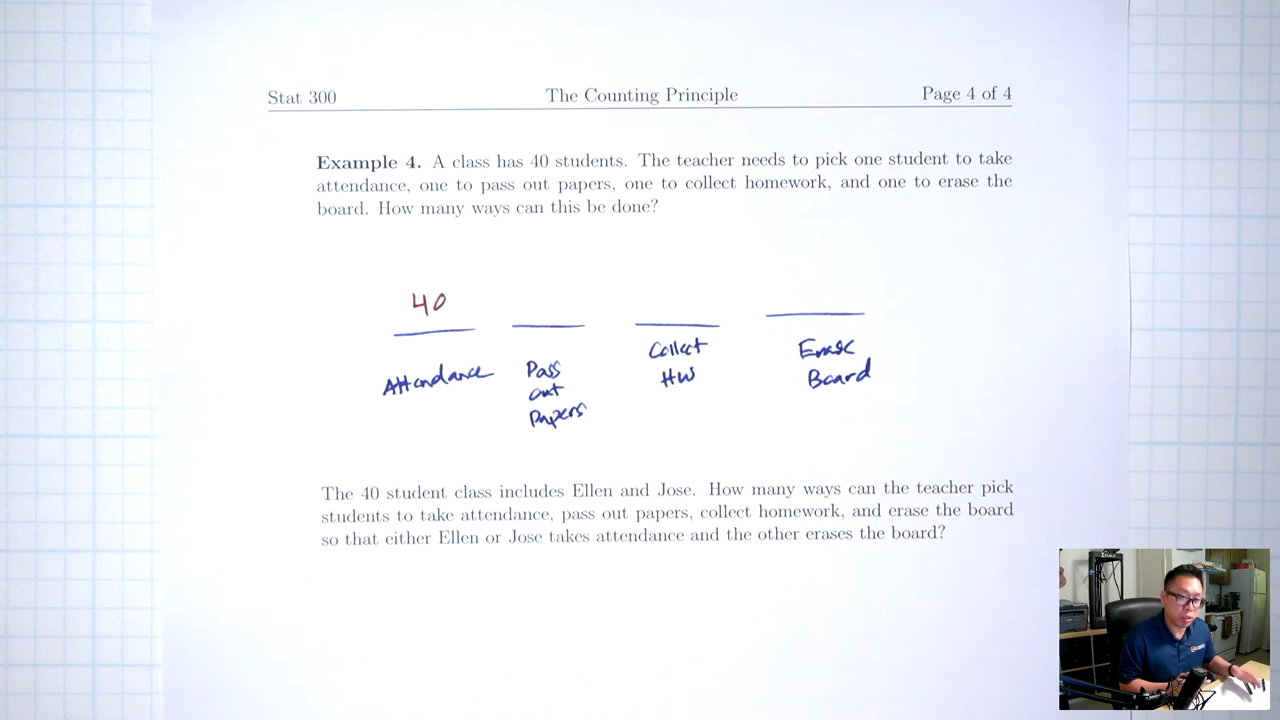 Stat 300 The Counting Principle Page 4 of 4
Example 4. A class has 40 students. The teacher needs to pick one student to take
attendance, one to pass out papers, one to collect homework, and one to erase the
board. How many ways can this be done?
40
Attendance Pass out Papers Collect HW Erase Board
The 40 student class includes Ellen and Jose. How many ways can the teacher pick
students to take attendance, pass out papers, collect homework, and erase the board
so that either Ellen or Jose takes attendance and the other erases the board?